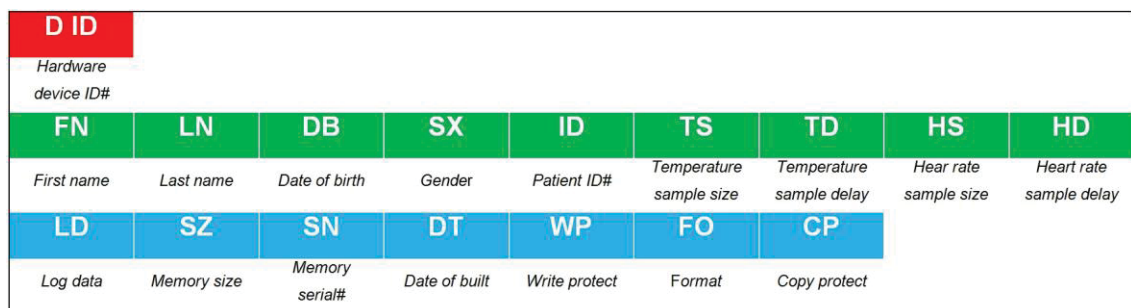 D ID
Hardware
device ID#
FN LN DB SX ID TS TD HS HD
First name Last name Date of birth Gender Patient ID# Temperature sample size Temperature sample delay Hear rate sample size Heart rate sample delay
LD SZ SN DT WP FO CP
Log data Memory size Memory serial# Date of built Write protect Format Copy protect